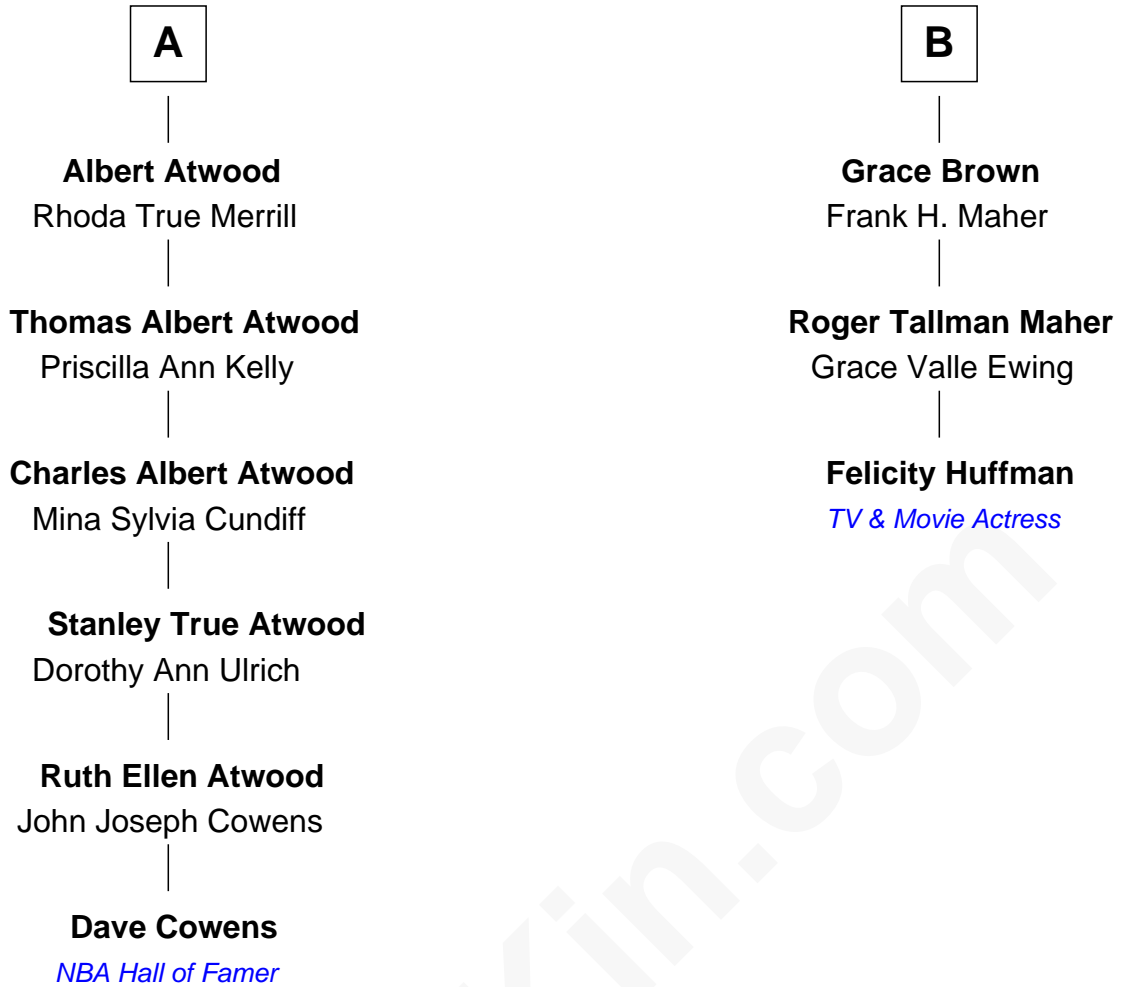 A
Albert Atwood
Rhoda True Merrill
Thomas Albert Atwood
Priscilla Ann Kelly
Charles Albert Atwood
Mina Sylvia Cundiff
Stanley True Atwood
Dorothy Ann Ulrich
Ruth Ellen Atwood
John Joseph Cowens
Dave Cowens
NBA Hall of Famer
B
Grace Brown
Frank H. Maher
Roger Tallman Maher
Grace Valle Ewing
Felicity Huffman
TV & Movie Actress
Kin.com